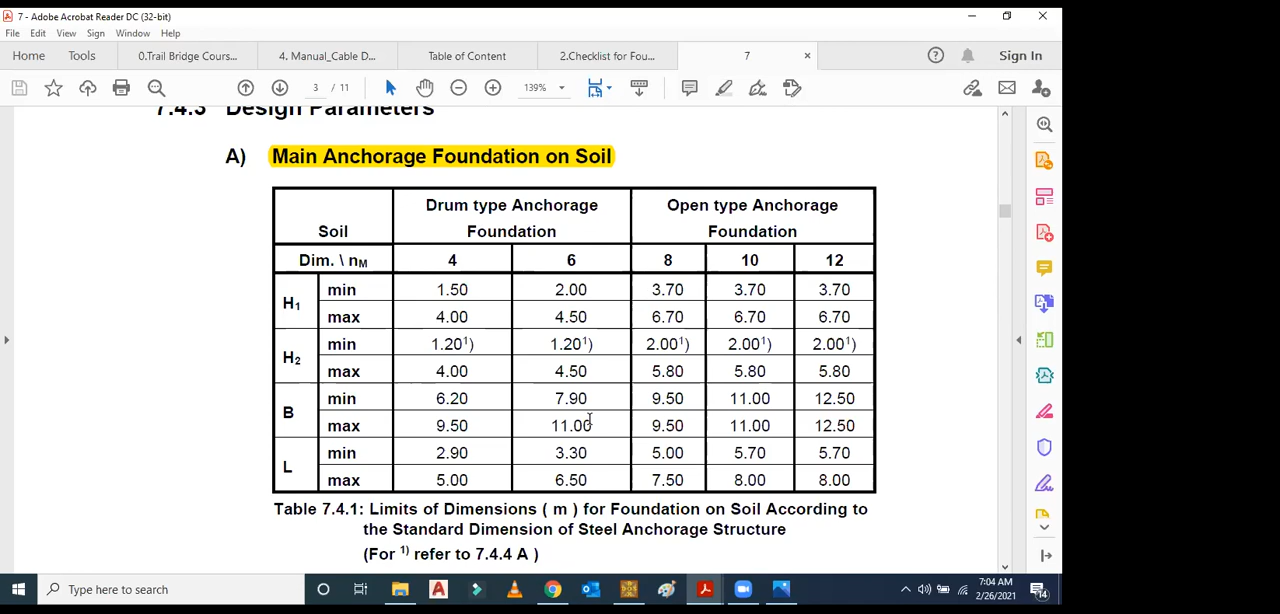 7 - Adobe Acrobat Reader DC (32-bit)
File Edit View Sign Window Help
Home Tools 0.Trail Bridge Cours... 4. Manual_Cable D... Table of Content 2.Checklist for Fou... 7 × Sign In
3 / 11 139%
7.4.3 Design Parameters
A) Main Anchorage Foundation on Soil
Soil Drum type Anchorage Foundation Open type Anchorage Foundation
Dim. \ nM 4 6 8 10 12
H1 min 1.50 2.00 3.70 3.70 3.70
max 4.00 4.50 6.70 6.70 6.70
H2 min 1.20¹) 1.20¹) 2.00¹) 2.00¹) 2.00¹)
max 4.00 4.50 5.80 5.80 5.80
B min 6.20 7.90 9.50 11.00 12.50
max 9.50 11.00 9.50 11.00 12.50
L min 2.90 3.30 5.00 5.70 5.70
max 5.00 6.50 7.50 8.00 8.00
Table 7.4.1: Limits of Dimensions ( m ) for Foundation on Soil According to
the Standard Dimension of Steel Anchorage Structure
(For ¹) refer to 7.4.4 A )
Type here to search
7:04 AM
2/26/2021
14